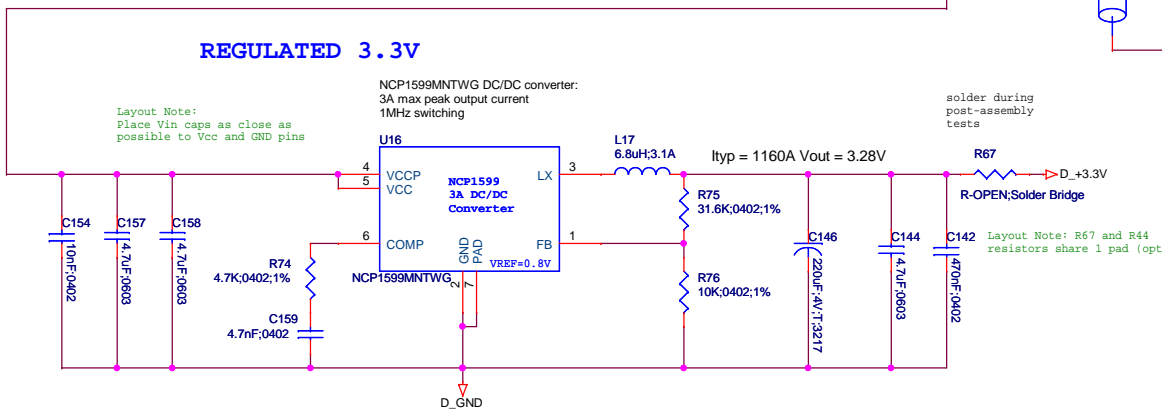 REGULATED 3.3V
NCP1599MNTWG DC/DC converter:
3A max peak output current
1MHz switching
Layout Note:
Place Vin caps as close as
possible to Vcc and GND pins
solder during
post-assembly
tests
U16
4
5
VCCP
VCC
NCP1599
3A DC/DC
Converter
LX
3
6
COMP
GND
PAD
FB
1
VREF=0.8V
NCP1599MNTWG
2
7
L17
6.8uH;3.1A
Ityp = 1160A Vout = 3.28V
R67
D_+3.3V
R-OPEN;Solder Bridge
R75
31.6K;0402;1%
R76
10K;0402;1%
C154
10nF;0402
C157
4.7uF;0603
C158
4.7uF;0603
R74
4.7K;0402;1%
C159
4.7nF;0402
C146
220uF;4V;T;3217
C144
4.7uF;0603
C142
470nF;0402
Layout Note: R67 and R44
resistors share 1 pad (opt
D_GND